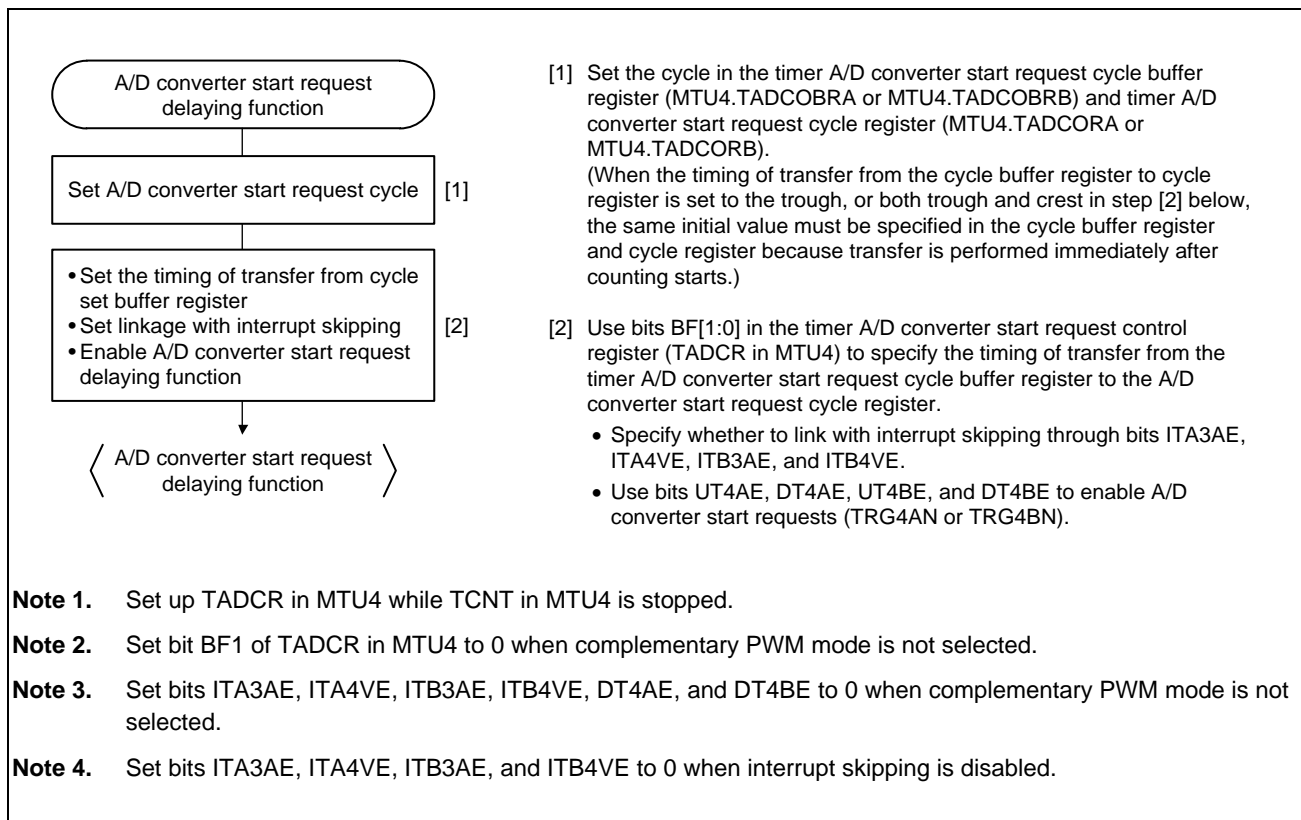 A/D converter start request
delaying function
Set A/D converter start request cycle [1]
• Set the timing of transfer from cycle
set buffer register
• Set linkage with interrupt skipping
• Enable A/D converter start request
delaying function
[2]
A/D converter start request
delaying function
[1] Set the cycle in the timer A/D converter start request cycle buffer
register (MTU4.TADCOBRA or MTU4.TADCOBRB) and timer A/D
converter start request cycle register (MTU4.TADCORA or
MTU4.TADCORB).
(When the timing of transfer from the cycle buffer register to cycle
register is set to the trough, or both trough and crest in step [2] below,
the same initial value must be specified in the cycle buffer register
and cycle register because transfer is performed immediately after
counting starts.)
[2] Use bits BF[1:0] in the timer A/D converter start request control
register (TADCR in MTU4) to specify the timing of transfer from the
timer A/D converter start request cycle buffer register to the A/D
converter start request cycle register.
• Specify whether to link with interrupt skipping through bits ITA3AE,
ITA4VE, ITB3AE, and ITB4VE.
• Use bits UT4AE, DT4AE, UT4BE, and DT4BE to enable A/D
converter start requests (TRG4AN or TRG4BN).
Note 1. Set up TADCR in MTU4 while TCNT in MTU4 is stopped.
Note 2. Set bit BF1 of TADCR in MTU4 to 0 when complementary PWM mode is not selected.
Note 3. Set bits ITA3AE, ITA4VE, ITB3AE, ITB4VE, DT4AE, and DT4BE to 0 when complementary PWM mode is not
selected.
Note 4. Set bits ITA3AE, ITA4VE, ITB3AE, and ITB4VE to 0 when interrupt skipping is disabled.